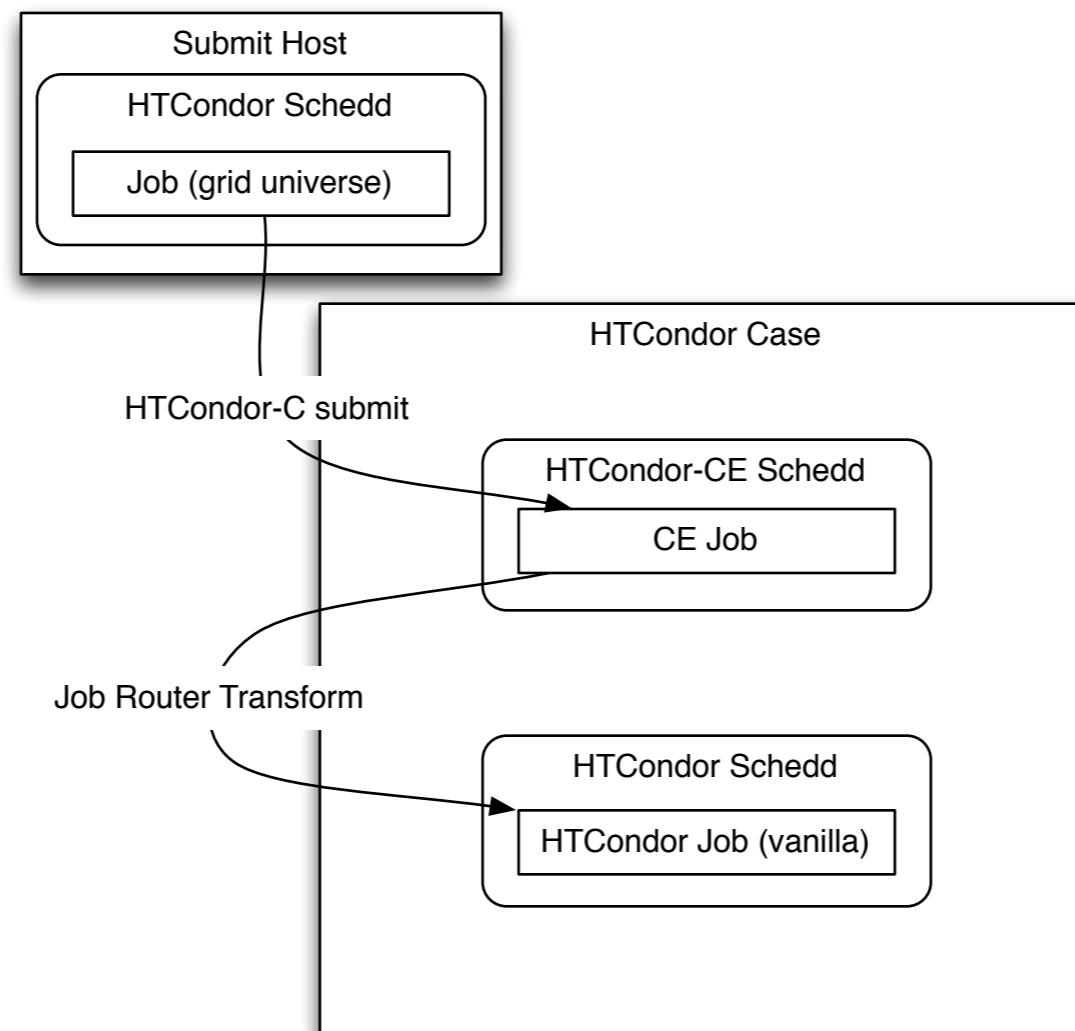 Submit Host
HTCondor Schedd
Job (grid universe)
HTCondor Case
HTCondor-C submit
HTCondor-CE Schedd
CE Job
Job Router Transform
HTCondor Schedd
HTCondor Job (vanilla)